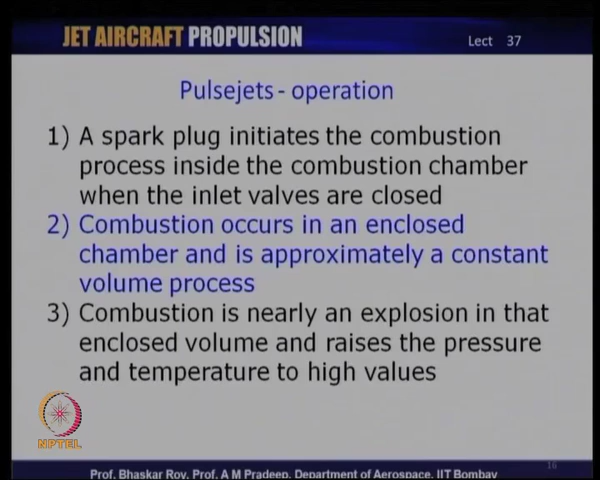 JET AIRCRAFT PROPULSION
Lect 37
Pulsejets - operation
1) A spark plug initiates the combustion
process inside the combustion chamber
when the inlet valves are closed
2) Combustion occurs in an enclosed
chamber and is approximately a constant
volume process
3) Combustion is nearly an explosion in that
enclosed volume and raises the pressure
and temperature to high values
NPTEL
16
Prof. Bhaskar Roy, Prof. A M Pradeep, Department of Aerospace, IIT Bombay